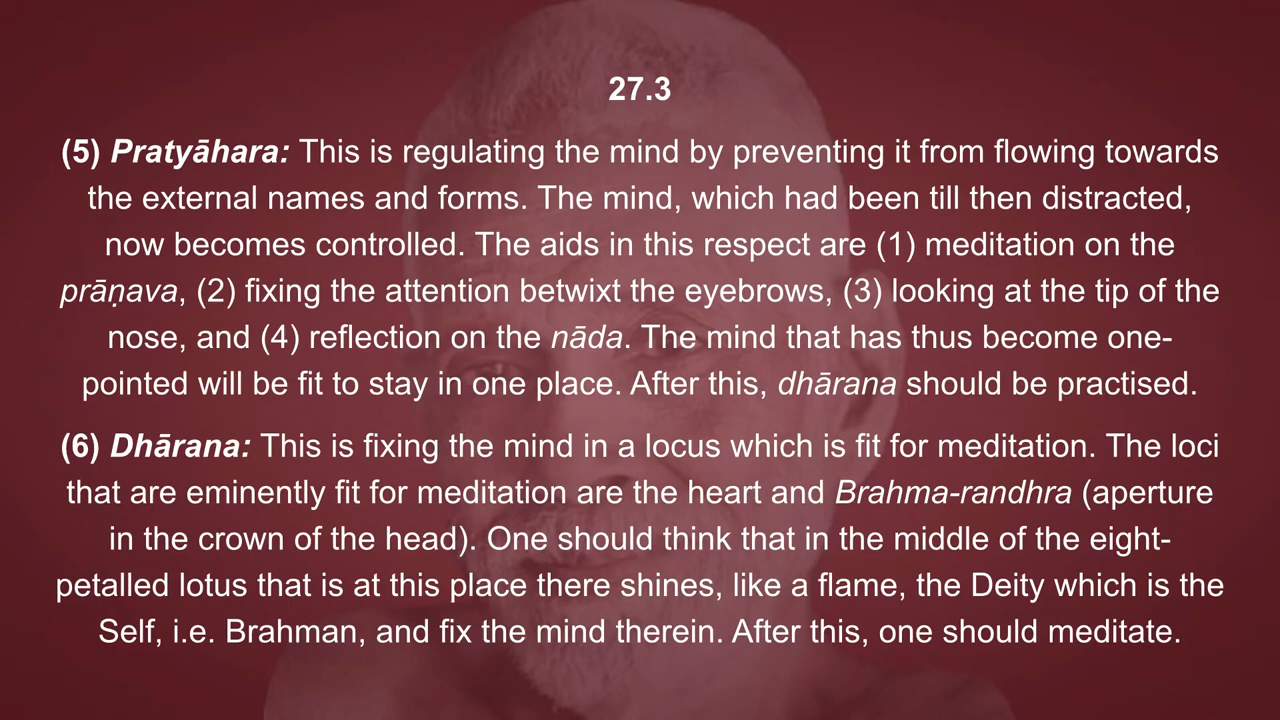 27.3
(5) Pratyāhara: This is regulating the mind by preventing it from flowing towards
the external names and forms. The mind, which had been till then distracted,
now becomes controlled. The aids in this respect are (1) meditation on the
prāṇava, (2) fixing the attention betwixt the eyebrows, (3) looking at the tip of the
nose, and (4) reflection on the nāda. The mind that has thus become one-
pointed will be fit to stay in one place. After this, dhārana should be practised.
(6) Dhārana: This is fixing the mind in a locus which is fit for meditation. The loci
that are eminently fit for meditation are the heart and Brahma-randhra (aperture
in the crown of the head). One should think that in the middle of the eight-
petalled lotus that is at this place there shines, like a flame, the Deity which is the
Self, i.e. Brahman, and fix the mind therein. After this, one should meditate.